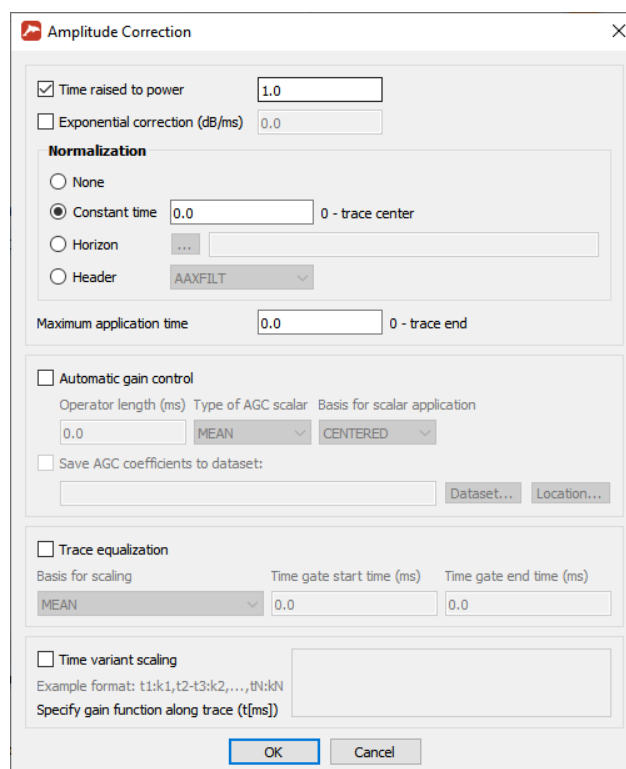 Amplitude Correction
Time raised to power 1.0
Exponential correction (dB/ms) 0.0
Normalization
None
Constant time 0.0 0 - trace center
Horizon ...
Header AAXFILT
Maximum application time 0.0 0 - trace end
Automatic gain control
Operator length (ms) Type of AGC scalar Basis for scalar application
0.0 MEAN CENTERED
Save AGC coefficients to dataset:
Dataset... Location...
Trace equalization
Basis for scaling Time gate start time (ms) Time gate end time (ms)
MEAN 0.0 0.0
Time variant scaling
Example format: t1:k1,t2-t3:k2,...,tN:kN
Specify gain function along trace (t[ms])
OK Cancel